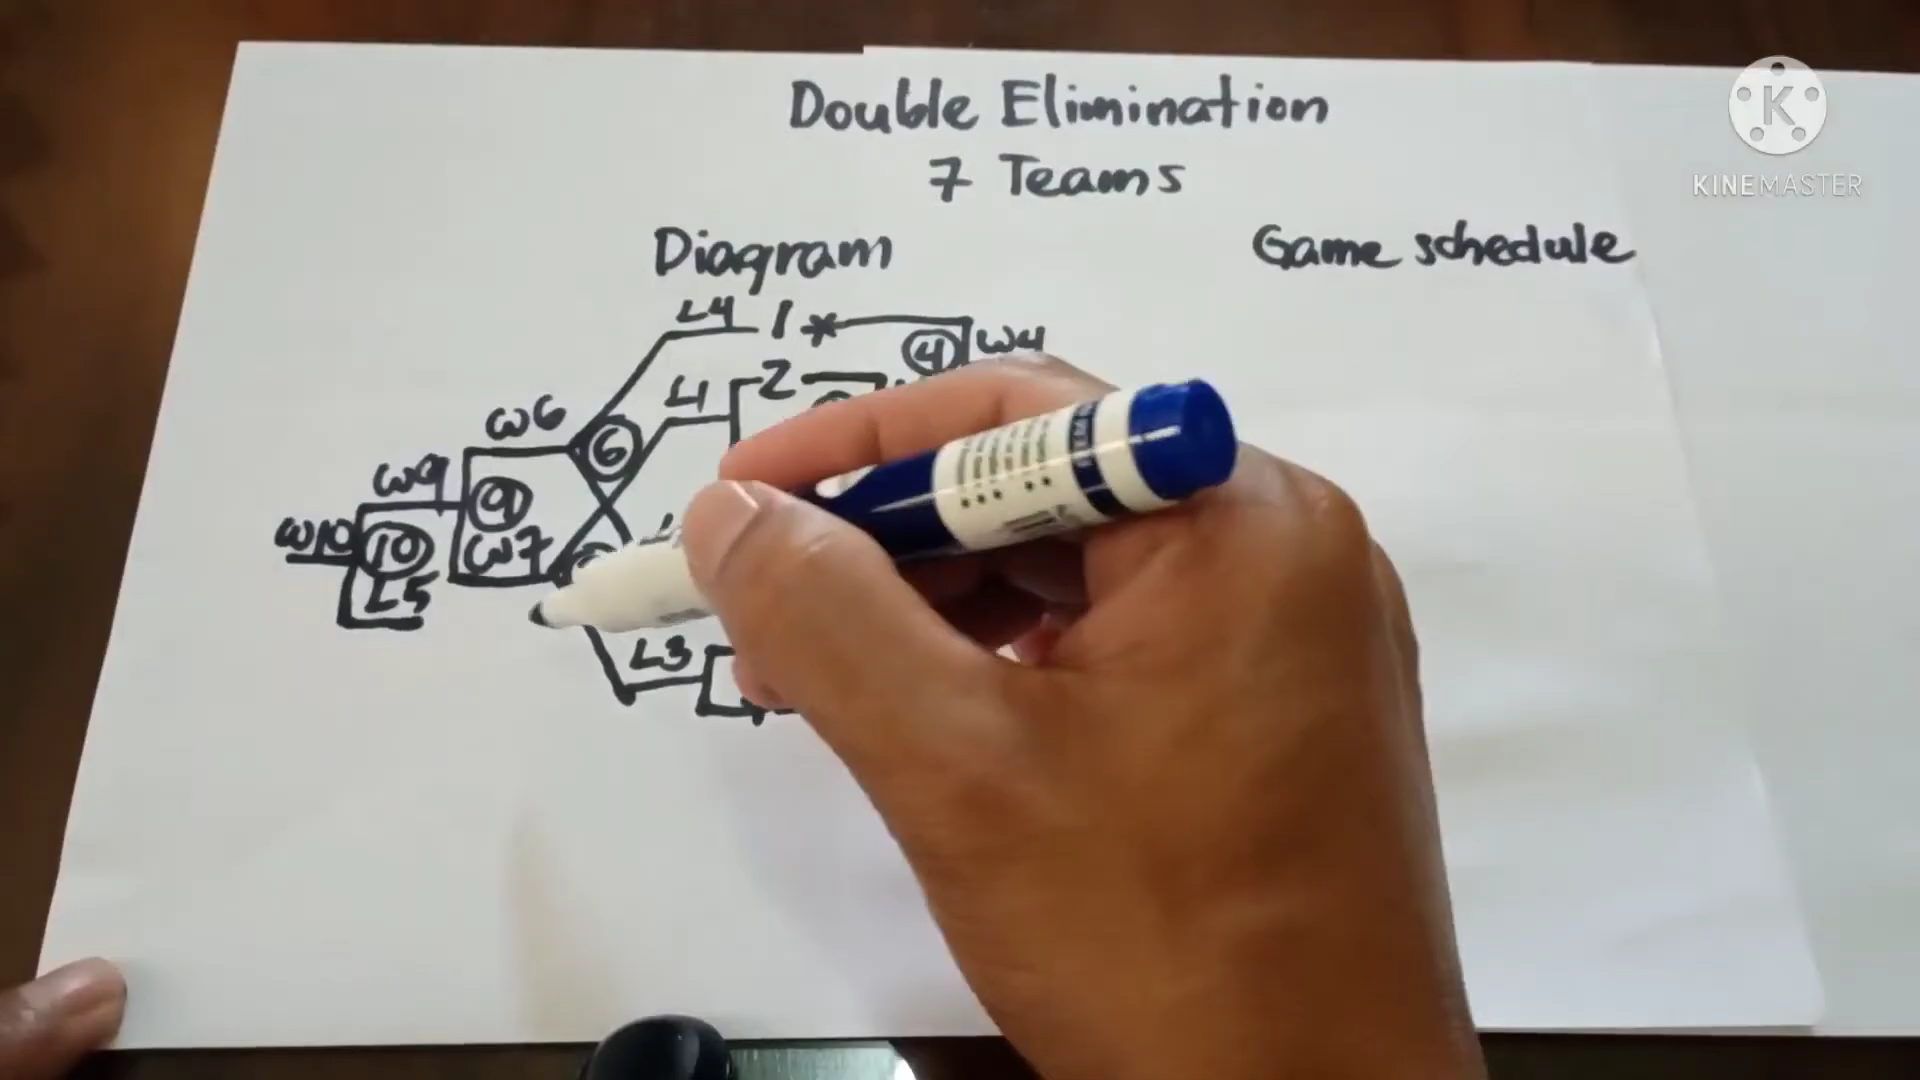 Double Elimination
7 Teams
KINEMASTER
Diagram
Game schedule
L4 1 * W4
4
L1 2
W6 6
W9 9
W10 10 W7
L5
L3